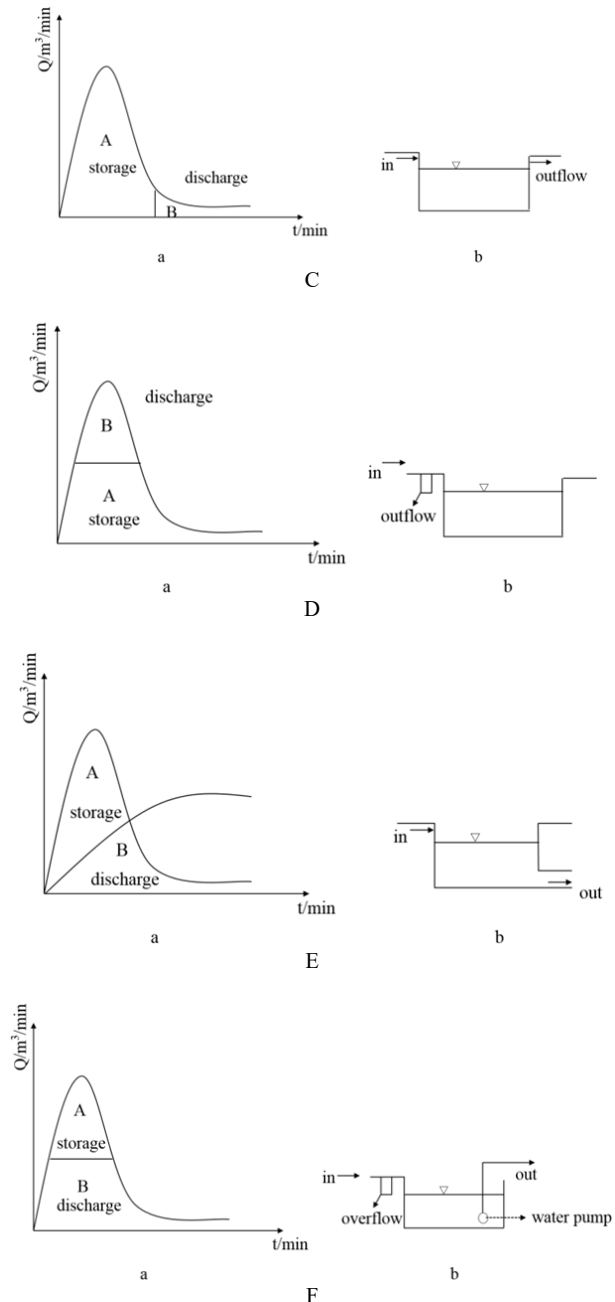 Q/m³/min
A
storage
discharge
B
t/min
a
in
outflow
b
C
Q/m³/min
discharge
B
A
storage
t/min
a
in
outflow
b
D
Q/m³/min
A
storage
B
discharge
t/min
a
in
out
b
E
Q/m³/min
A
storage
B
discharge
t/min
a
in
out
overflow
water pump
b
F